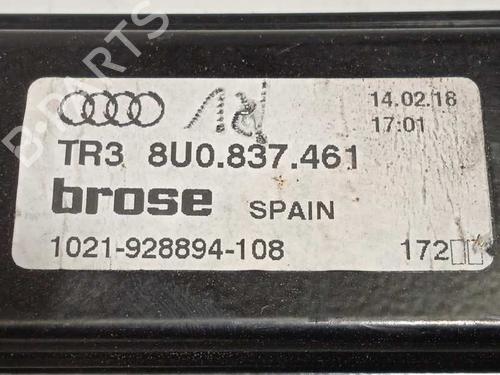 14.02.18
17:01
TR3 8U0.837.461
brose SPAIN
1021-928894-108 172□□
B-PARTS